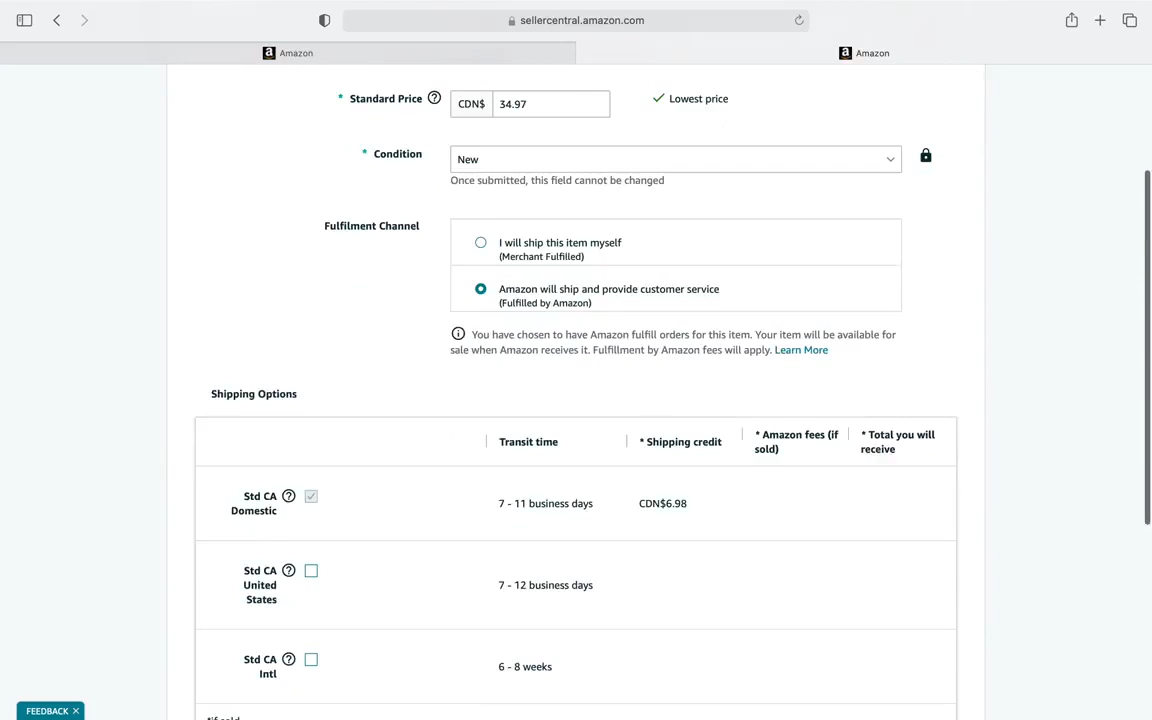 sellercentral.amazon.com
Amazon
Amazon
* Standard Price
CDN$ 34.97
Lowest price
* Condition
New
Once submitted, this field cannot be changed
Fulfilment Channel
I will ship this item myself
(Merchant Fulfilled)
Amazon will ship and provide customer service
(Fulfilled by Amazon)
You have chosen to have Amazon fulfill orders for this item. Your item will be available for
sale when Amazon receives it. Fulfillment by Amazon fees will apply. Learn More
Shipping Options
Transit time
* Shipping credit
* Amazon fees (if
sold)
* Total you will
receive
Std CA
Domestic
7 - 11 business days
CDN$6.98
Std CA
United
States
7 - 12 business days
Std CA
Intl
6 - 8 weeks
*if sold
FEEDBACK ×